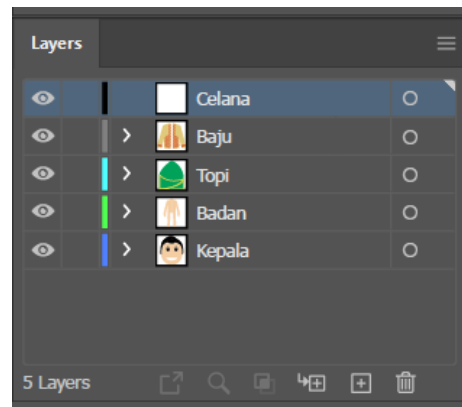 Layers
Celana
Baju
Topi
Badan
Kepala
5 Layers